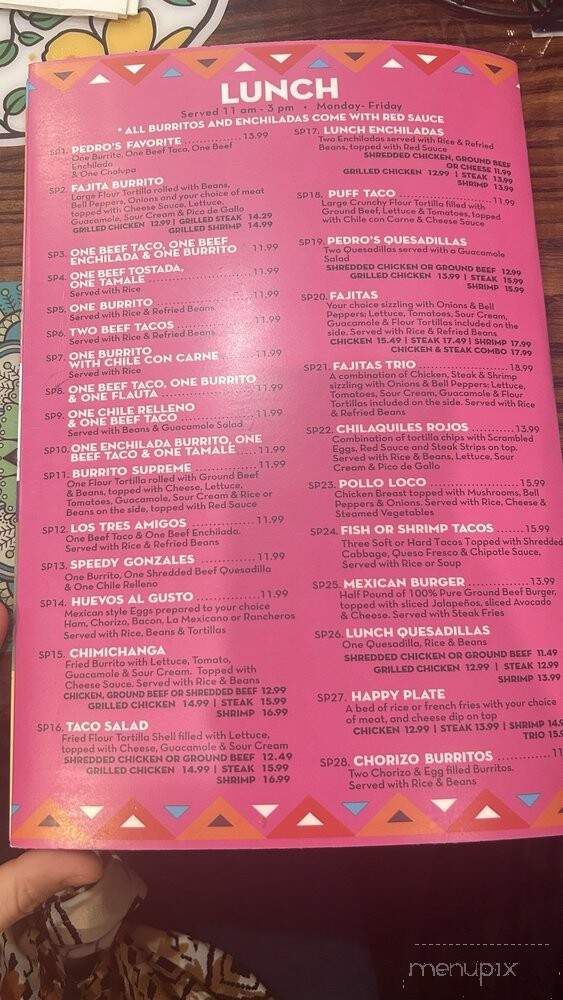 LUNCH
Served 11 am - 3 pm • Monday- Friday
* ALL BURRITOS AND ENCHILADAS COME WITH RED SAUCE
SP1. PEDRO'S FAVORITE .............. 13.99
One Burrito, One Beef Taco, One Beef
Enchilada
& One Chalupa
SP2. FAJITA BURRITO
Large Flour Tortilla rolled with Beans,
Bell Peppers, Onions and your choice of meat
topped with Cheese Sauce, Lettuce,
Guacamole, Sour Cream & Pico de Gallo
GRILLED CHICKEN 12.99 | GRILLED STEAK 14.29
GRILLED SHRIMP 14.99
SP3. ONE BEEF TACO, ONE BEEF
ENCHILADA & ONE BURRITO .. 11.99
SP4. ONE BEEF TOSTADA,
ONE TAMALE ................... 11.99
Served with Rice
SP5. ONE BURRITO .................. 11.99
Served with Rice & Refried Beans
SP6. TWO BEEF TACOS .............. 11.99
Served with Rice & Refried Beans
SP7. ONE BURRITO
WITH CHILE CON CARNE ...... 11.99
Served with Rice
SP8. ONE BEEF TACO, ONE BURRITO
& ONE FLAUTA .................. 11.99
SP9. ONE CHILE RELLENO
& ONE BEEF TACO .............. 11.99
Served with Beans & Guacamole Salad
SP10. ONE ENCHILADA BURRITO, ONE
BEEF TACO & ONE TAMALE .... 11.99
SP11. BURRITO SUPREME .............. 11.99
One Flour Tortilla rolled with Ground Beef
& Beans, topped with Cheese, Lettuce,
Tomatoes, Guacamole, Sour Cream & Rice or
Beans on the side, topped with Red Sauce
SP12. LOS TRES AMIGOS .............. 11.99
One Beef Taco & One Beef Enchilada.
Served with Rice & Refried Beans
SP13. SPEEDY GONZALES .............. 11.99
One Burrito, One Shredded Beef Quesadilla
& One Chile Relleno
SP14. HUEVOS AL GUSTO .............. 11.99
Mexican style Eggs prepared to your choice
Ham, Chorizo, Bacon, La Mexicano or Rancheros
Served with Rice, Beans & Tortillas
SP15. CHIMICHANGA
Fried Burrito with Lettuce, Tomato,
Guacamole & Sour Cream. Topped with
Cheese Sauce. Served with Rice & Beans
CHICKEN, GROUND BEEF OR SHREDDED BEEF 12.99
GRILLED CHICKEN 14.99 | STEAK 15.99
SHRIMP 16.99
SP16. TACO SALAD
Fried Flour Tortilla Shell filled with Lettuce,
topped with Cheese, Guacamole & Sour Cream
SHREDDED CHICKEN OR GROUND BEEF 12.49
GRILLED CHICKEN 14.99 | STEAK 15.99
SHRIMP 16.99
SP17. LUNCH ENCHILADAS
Two Enchiladas served with Rice & Refried
Beans, topped with Red Sauce
SHREDDED CHICKEN, GROUND BEEF
OR CHEESE 11.99
GRILLED CHICKEN 12.99 | STEAK 13.99
SHRIMP 13.99
SP18. PUFF TACO .................... 11.99
Large Crunchy Flour Tortilla filled with
Ground Beef, Lettuce & Tomatoes, topped
with Chile con Carne & Cheese Sauce
SP19. PEDRO'S QUESADILLAS
Two Quesadillas served with a Guacamole
Salad
SHREDDED CHICKEN OR GROUND BEEF 12.99
GRILLED CHICKEN 13.99 | STEAK 15.99
SHRIMP 15.99
SP20. FAJITAS
Your choice sizzling with Onions & Bell
Peppers; Lettuce, Tomatoes, Sour Cream,
Guacamole & Flour Tortillas included on the
side. Served with Rice & Refried Beans
CHICKEN 15.49 | STEAK 17.49 | SHRIMP 17.99
CHICKEN & STEAK COMBO 17.99
SP21. FAJITAS TRIO .................. 18.99
A combination of Chicken, Steak & Shrimp
sizzling with Onions & Bell Peppers; Lettuce,
Tomatoes, Sour Cream, Guacamole & Flour
Tortillas included on the side. Served with Rice
& Refried Beans
SP22. CHILAQUILES ROJOS .......... 13.99
Combination of tortilla chips with Scrambled
Eggs, Red Sauce and Steak Strips on top.
Served with Rice & Beans, Lettuce, Sour
Cream & Pico de Gallo
SP23. POLLO LOCO .................. 15.99
Chicken Breast topped with Mushrooms, Bell
Peppers & Onions. Served with Rice, Cheese &
Steamed Vegetables
SP24. FISH OR SHRIMP TACOS ...... 15.99
Three Soft or Hard Tacos Topped with Shredded
Cabbage, Queso Fresco & Chipotle Sauce,
Served with Rice or Soup
SP25. MEXICAN BURGER ............ 13.99
Half Pound of 100% Pure Ground Beef Burger,
topped with sliced Jalapeños, sliced Avocado
& Cheese. Served with Steak Fries
SP26. LUNCH QUESADILLAS
One Quesadilla, Rice & Beans
SHREDDED CHICKEN OR GROUND BEEF 11.49
GRILLED CHICKEN 12.99 | STEAK 12.99
SHRIMP 13.99
SP27. HAPPY PLATE
A bed of rice or french fries with your choice
of meat, and cheese dip on top
CHICKEN 12.99 | STEAK 13.99 | SHRIMP 14.9
TRIO 15.9
SP28. CHORIZO BURRITOS .......... 11
Two Chorizo & Egg filled Burritos.
Served with Rice & Beans
menupix